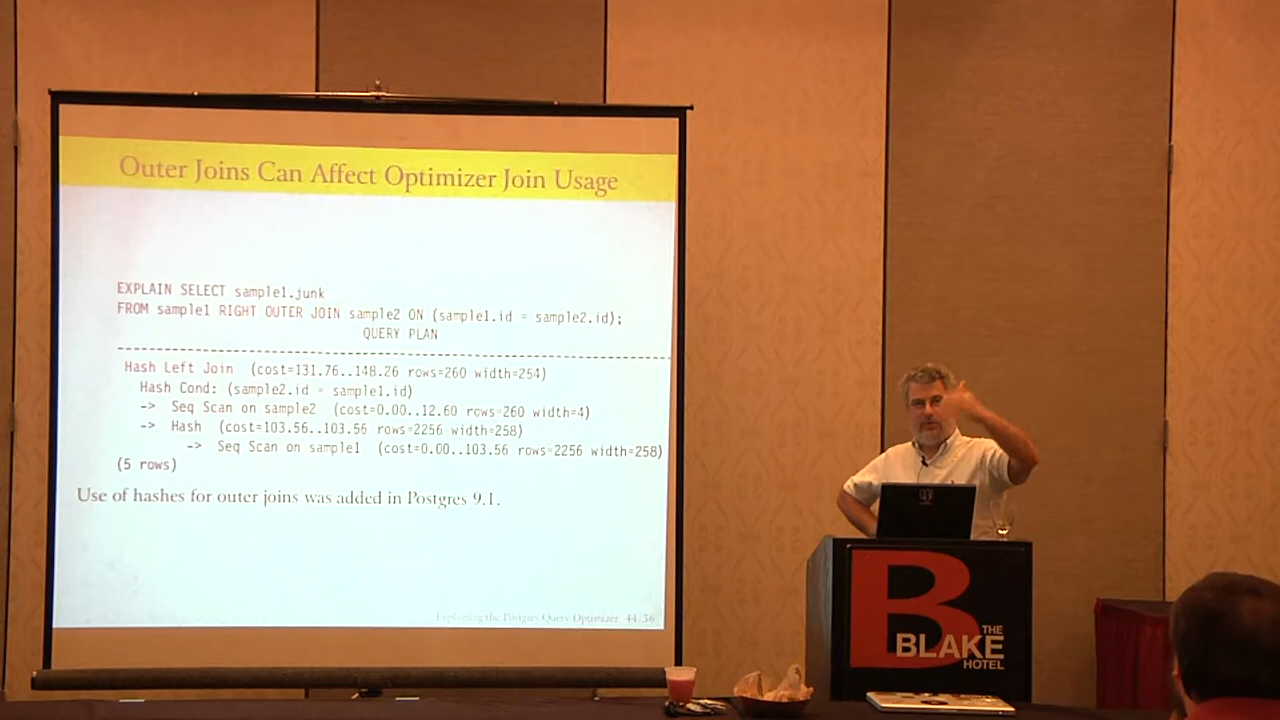 Outer Joins Can Affect Optimizer Join Usage
EXPLAIN SELECT sample1.junk
FROM sample1 RIGHT OUTER JOIN sample2 ON (sample1.id = sample2.id);
QUERY PLAN
---------------------------------------------------------------------------------
Hash Left Join (cost=131.76..148.26 rows=260 width=254)
Hash Cond: (sample2.id = sample1.id)
-> Seq Scan on sample2 (cost=0.00..12.60 rows=260 width=4)
-> Hash (cost=103.56..103.56 rows=2256 width=258)
-> Seq Scan on sample1 (cost=0.00..103.56 rows=2256 width=258)
(5 rows)
Use of hashes for outer joins was added in Postgres 9.1.
Explaining the Postgres Query Optimizer 44/56
B
THE
BLAKE
HOTEL